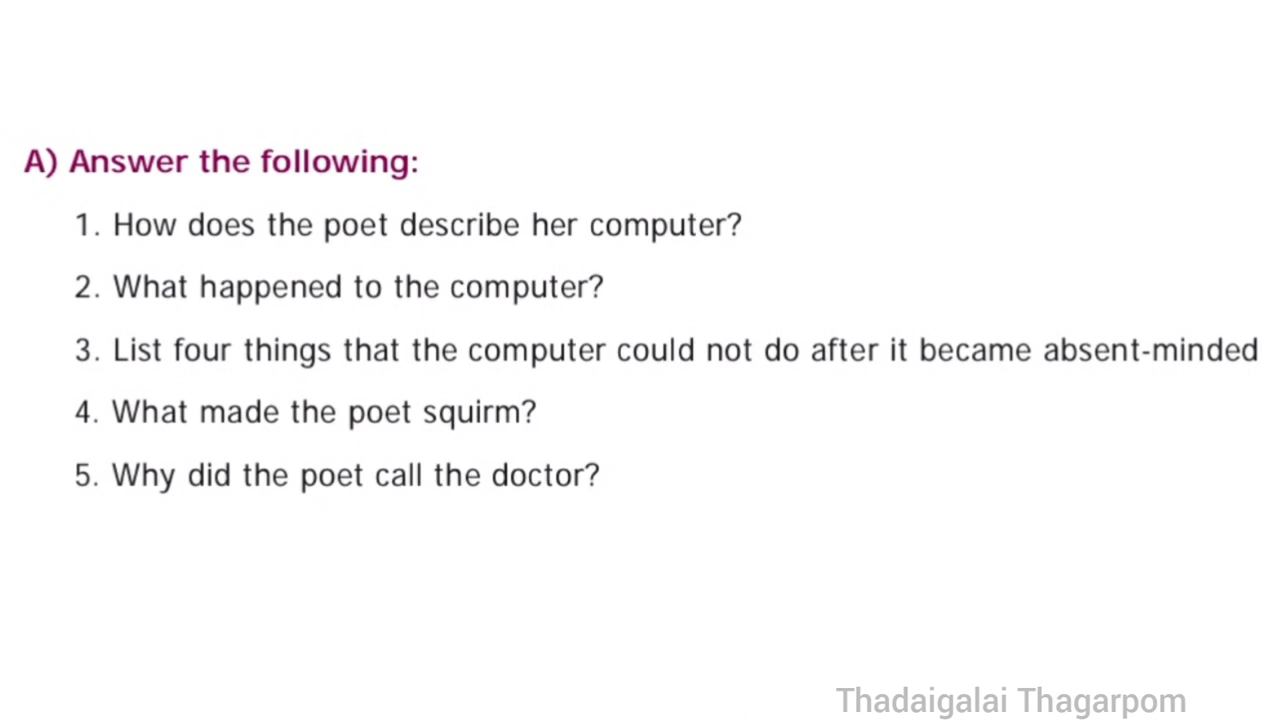 A) Answer the following:
1. How does the poet describe her computer?
2. What happened to the computer?
3. List four things that the computer could not do after it became absent-minded
4. What made the poet squirm?
5. Why did the poet call the doctor?
Thadaigalai Thagarpom